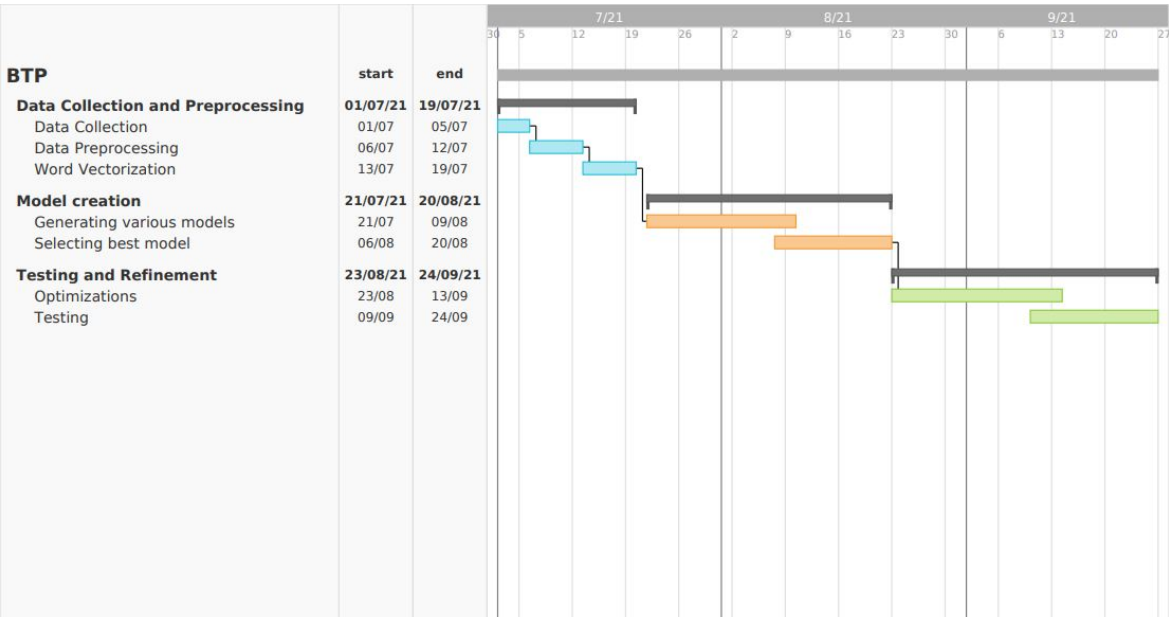 7/21 8/21 9/21
30 5 12 19 26 2 9 16 23 30 6 13 20 27
BTP start end
Data Collection and Preprocessing 01/07/21 19/07/21
Data Collection 01/07 05/07
Data Preprocessing 06/07 12/07
Word Vectorization 13/07 19/07
Model creation 21/07/21 20/08/21
Generating various models 21/07 09/08
Selecting best model 06/08 20/08
Testing and Refinement 23/08/21 24/09/21
Optimizations 23/08 13/09
Testing 09/09 24/09